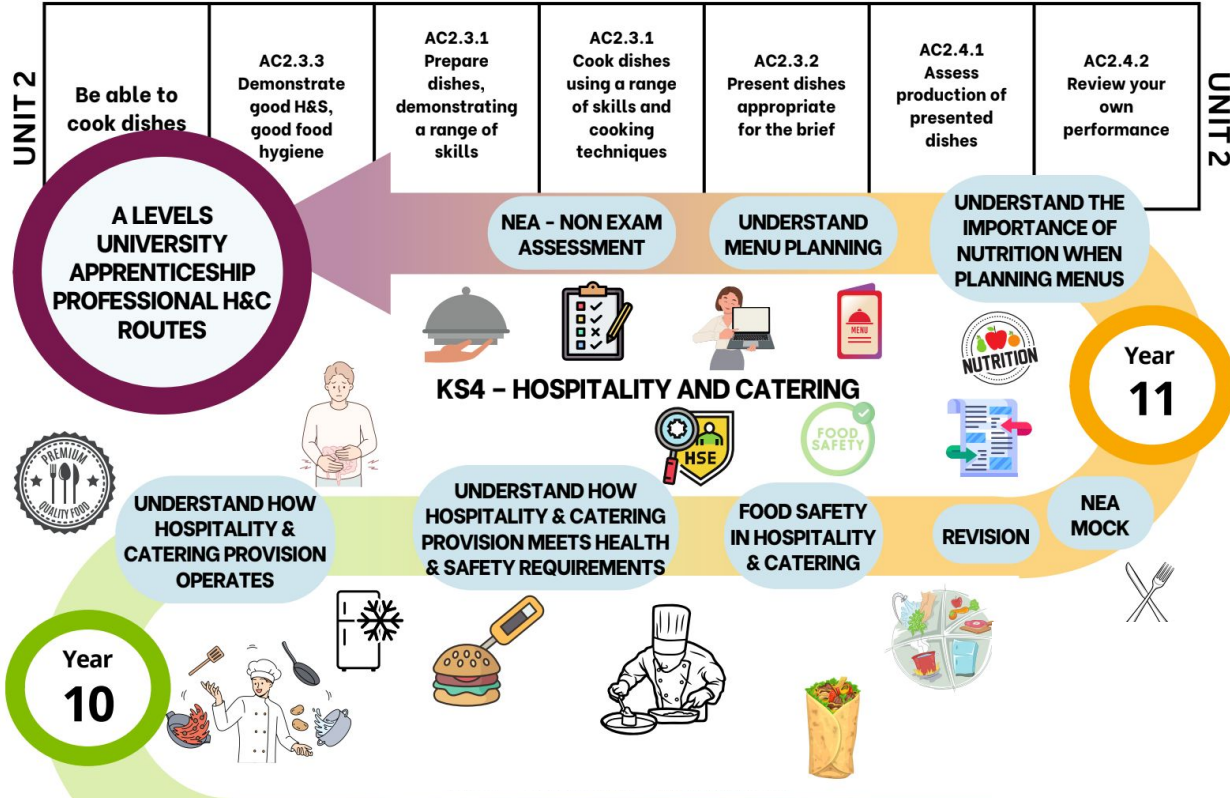 UNIT 2
Be able to
cook dishes
AC2.3.3
Demonstrate
good H&S,
good food
hygiene
AC2.3.1
Prepare
dishes,
demonstrating
a range of
skills
AC2.3.1
Cook dishes
using a range
of skills and
cooking
techniques
AC2.3.2
Present dishes
appropriate
for the brief
AC2.4.1
Assess
production of
presented
dishes
AC2.4.2
Review your
own
performance
UNIT 2
A LEVELS
UNIVERSITY
APPRENTICESHIP
PROFESSIONAL H&C
ROUTES
NEA - NON EXAM
ASSESSMENT
UNDERSTAND
MENU PLANNING
UNDERSTAND THE
IMPORTANCE OF
NUTRITION WHEN
PLANNING MENUS
MENU
NUTRITION
Year
11
KS4 – HOSPITALITY AND CATERING
HSE
FOOD
SAFETY
PREMIUM
QUALITY FOOD
UNDERSTAND HOW
HOSPITALITY &
CATERING PROVISION
OPERATES
UNDERSTAND HOW
HOSPITALITY & CATERING
PROVISION MEETS HEALTH
& SAFETY REQUIREMENTS
FOOD SAFETY
IN HOSPITALITY
& CATERING
REVISION
NEA
MOCK
Year
10